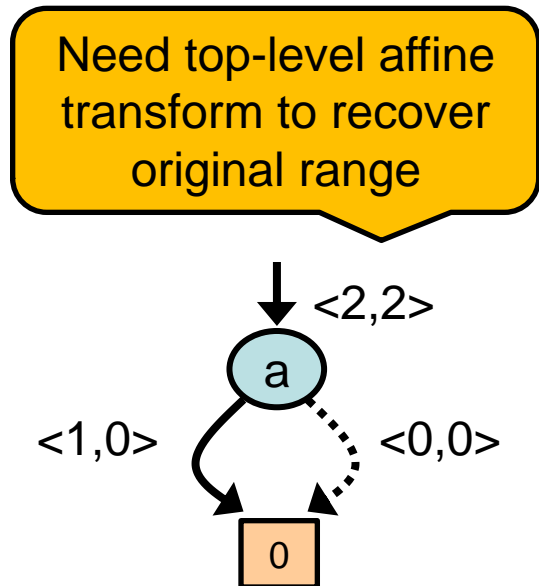 Need top-level affine
transform to recover
original range
<2,2>
a
<1,0>
<0,0>
0